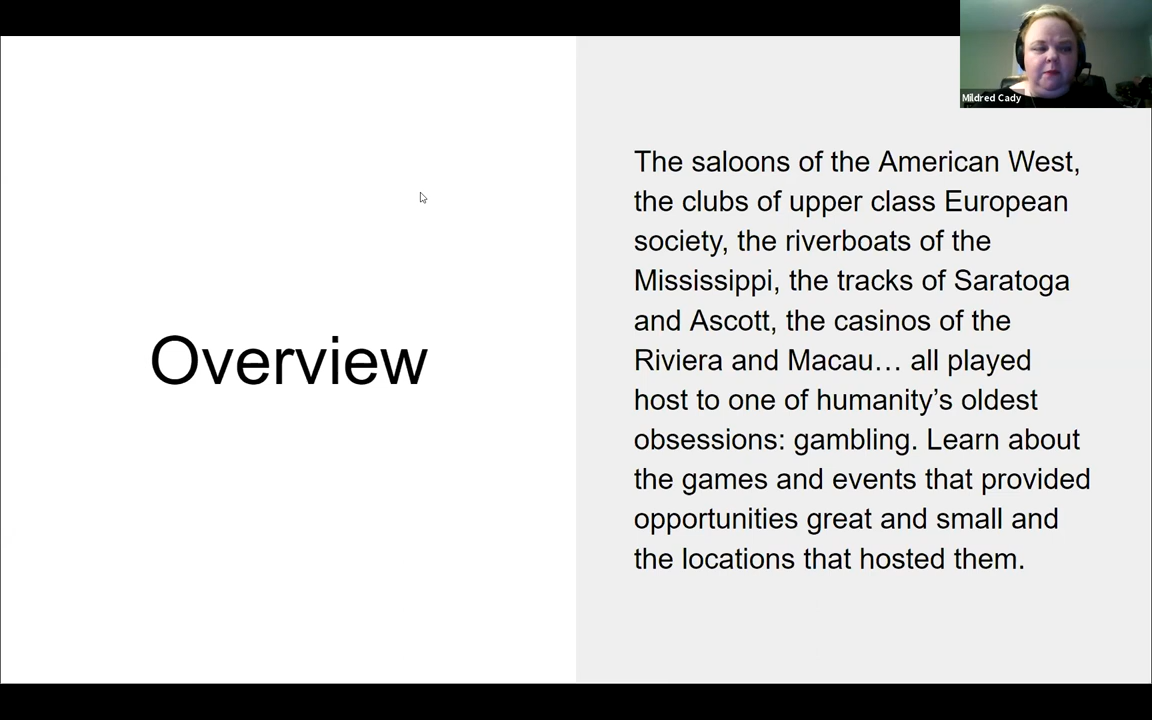 Mildred Cady
Overview
The saloons of the American West,
the clubs of upper class European
society, the riverboats of the
Mississippi, the tracks of Saratoga
and Ascott, the casinos of the
Riviera and Macau… all played
host to one of humanity’s oldest
obsessions: gambling. Learn about
the games and events that provided
opportunities great and small and
the locations that hosted them.